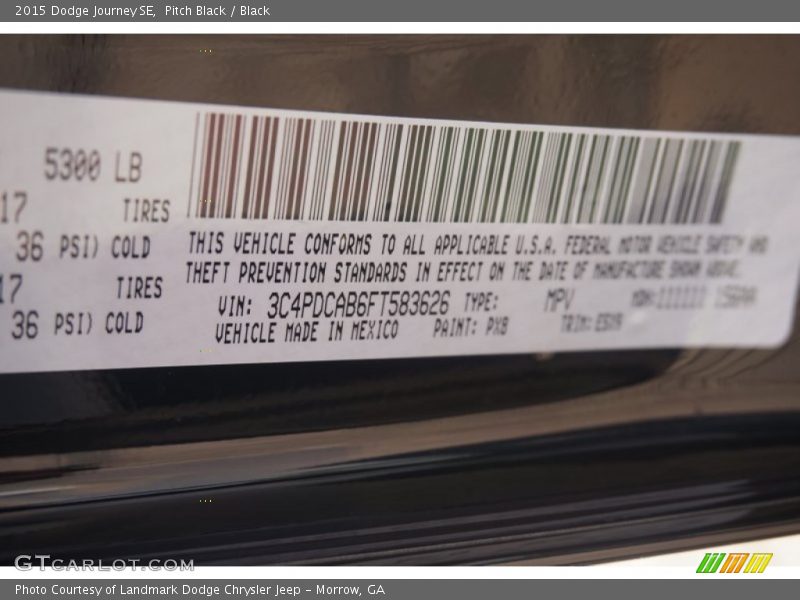 2015 Dodge Journey SE, Pitch Black / Black
5300 LB
17 TIRES
36 PSI) COLD
17 TIRES
36 PSI) COLD
THIS VEHICLE CONFORMS TO ALL APPLICABLE U.S.A. FEDERAL MOTOR VEHICLE SAFETY AND
THEFT PREVENTION STANDARDS IN EFFECT ON THE DATE OF MANUFACTURE SHOWN ABOVE.
VIN: 3C4PDCAB6FT583626 TYPE: MPV
VEHICLE MADE IN MEXICO PAINT: PX8 TRIM:
GTCARLOT.COM
Photo Courtesy of Landmark Dodge Chrysler Jeep - Morrow, GA